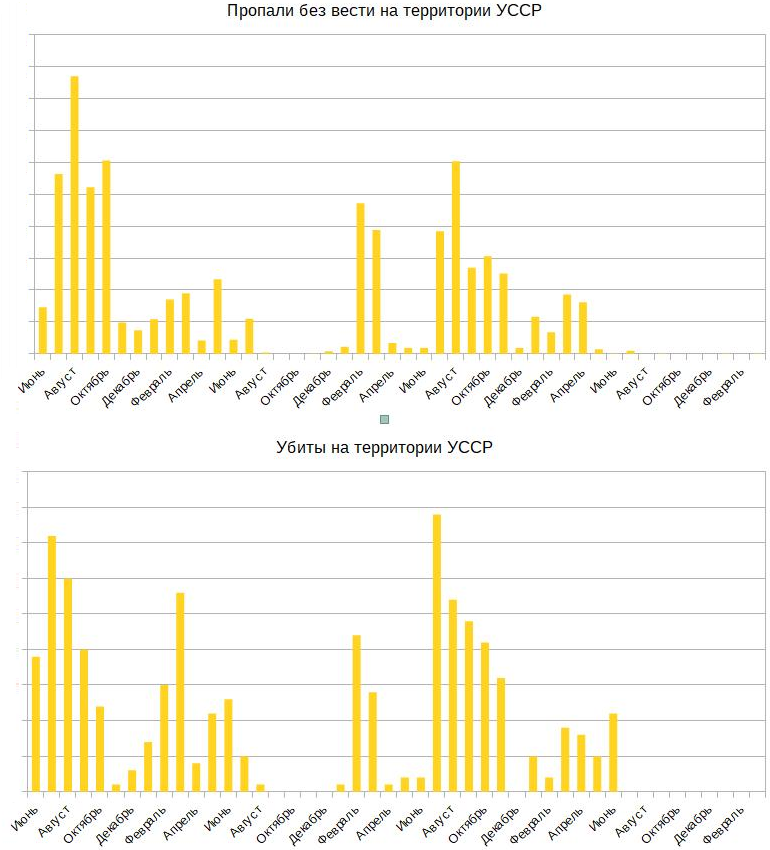 Пропали без вести на территории УССР
Июнь Август Октябрь Декабрь Февраль Апрель Июнь Август Октябрь Декабрь Февраль Апрель Июнь Август Октябрь Декабрь Февраль Апрель Июнь Август Октябрь Декабрь Февраль
Убиты на территории УССР
Июнь Август Октябрь Декабрь Февраль Апрель Июнь Август Октябрь Декабрь Февраль Апрель Июнь Август Октябрь Декабрь Февраль Апрель Июнь Август Октябрь Декабрь Февраль